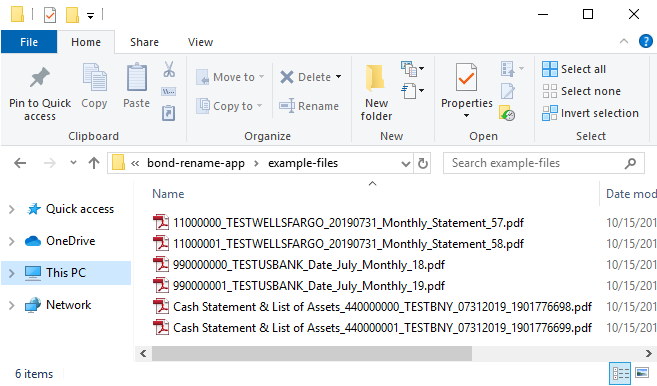 File Home Share View
Pin to Quick access
Copy
Paste
Clipboard
Move to
Copy to
Delete
Rename
Organize
New folder
New
Properties
Open
Select all
Select none
Invert selection
Select
« bond-rename-app > example-files
Search example-files
Quick access
OneDrive
This PC
Network
Name Date mod
11000000_TESTWELLSFARGO_20190731_Monthly_Statement_57.pdf 10/15/201
11000001_TESTWELLSFARGO_20190731_Monthly_Statement_58.pdf 10/15/201
990000000_TESTUSBANK_Date_July_Monthly_18.pdf 10/15/201
990000001_TESTUSBANK_Date_July_Monthly_19.pdf 10/15/201
Cash Statement & List of Assets_440000000_TESTBNY_07312019_1901776698.pdf 10/15/201
Cash Statement & List of Assets_440000001_TESTBNY_07312019_1901776699.pdf 10/15/201
6 items